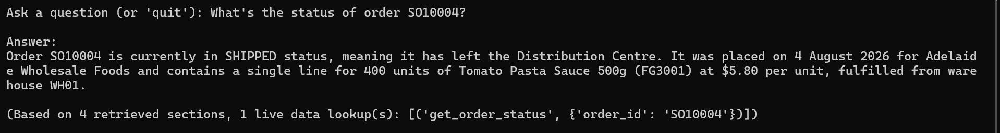 Ask a question (or 'quit'): What's the status of order SO10004?
Answer:
Order SO10004 is currently in SHIPPED status, meaning it has left the Distribution Centre. It was placed on 4 August 2026 for Adelaid
e Wholesale Foods and contains a single line for 400 units of Tomato Pasta Sauce 500g (FG3001) at $5.80 per unit, fulfilled from ware
house WH01.
(Based on 4 retrieved sections, 1 live data lookup(s): [('get_order_status', {'order_id': 'SO10004'})])